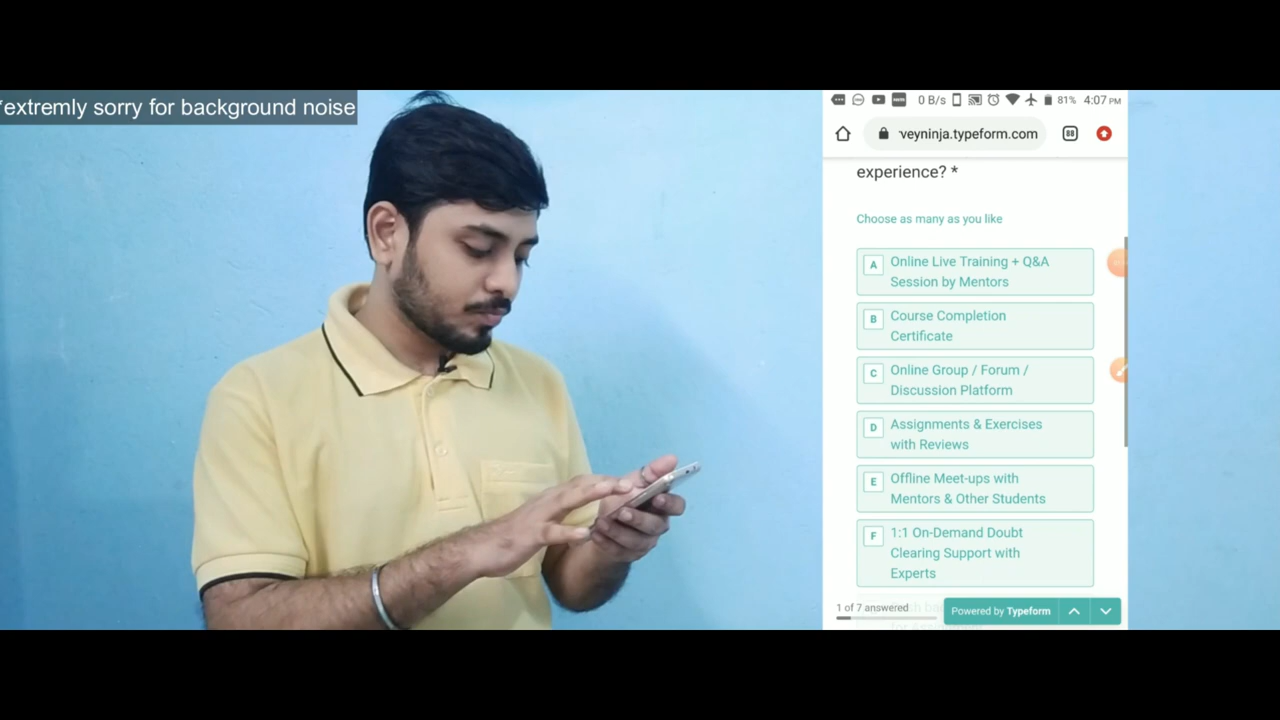 *extremly sorry for background noise
0 B/s
81% 4:07 PM
veyninja.typeform.com
88
experience? *
Choose as many as you like
A Online Live Training + Q&A
Session by Mentors
B Course Completion
Certificate
C Online Group / Forum /
Discussion Platform
D Assignments & Exercises
with Reviews
E Offline Meet-ups with
Mentors & Other Students
F 1:1 On-Demand Doubt
Clearing Support with
Experts
1 of 7 answered
Powered by Typeform